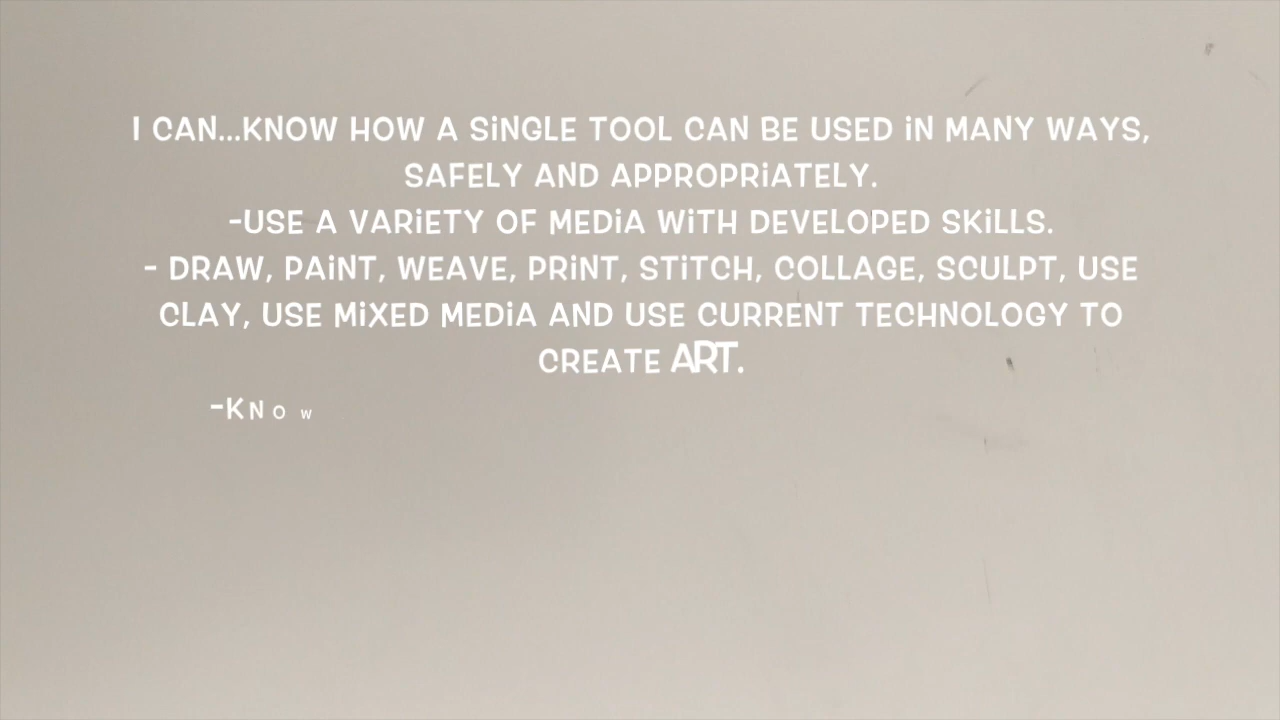 I CAN...KNOW HOW A SiNGLE TOOL CAN BE USED iN MANY WAYS,
SAFELY AND APPROPRiATELY.
-USE A VARiETY OF MEDiA WiTH DEVELOPED SKiLLS.
- DRAW, PAiNT, WEAVE, PRiNT, STiTCH, COLLAGE, SCULPT, USE
CLAY, USE MiXED MEDiA AND USE CURRENT TECHNOLOGY TO
CREATE ART.
-KNOW